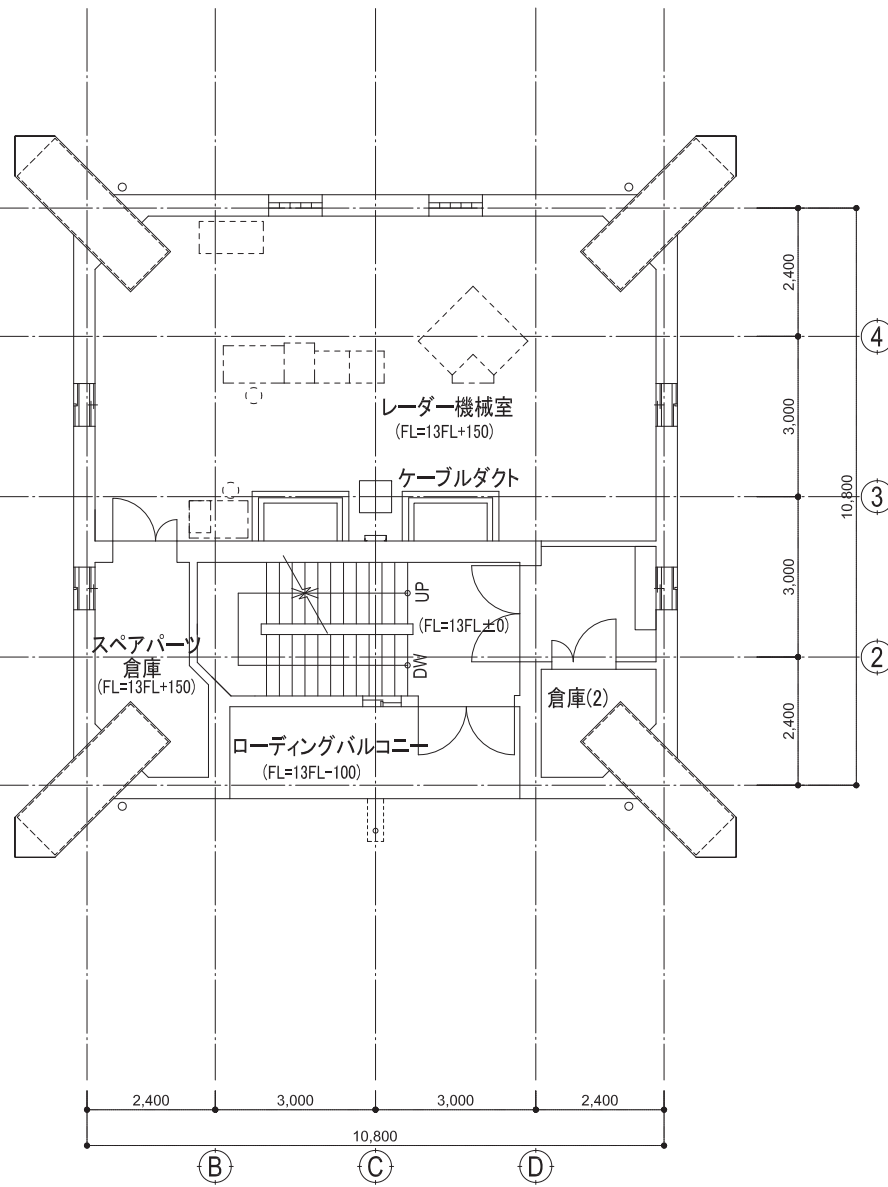 2,400
4
3,000
レーダー機械室
(FL=13FL+150)
ケーブルダクト
3
10,800
UP
3,000
(FL=13FL±0)
スペアパーツ
倉庫
(FL=13FL+150)
DW
2
倉庫(2)
2,400
ローディングバルコニー
(FL=13FL-100)
2,400
3,000
3,000
2,400
10,800
B
C
D